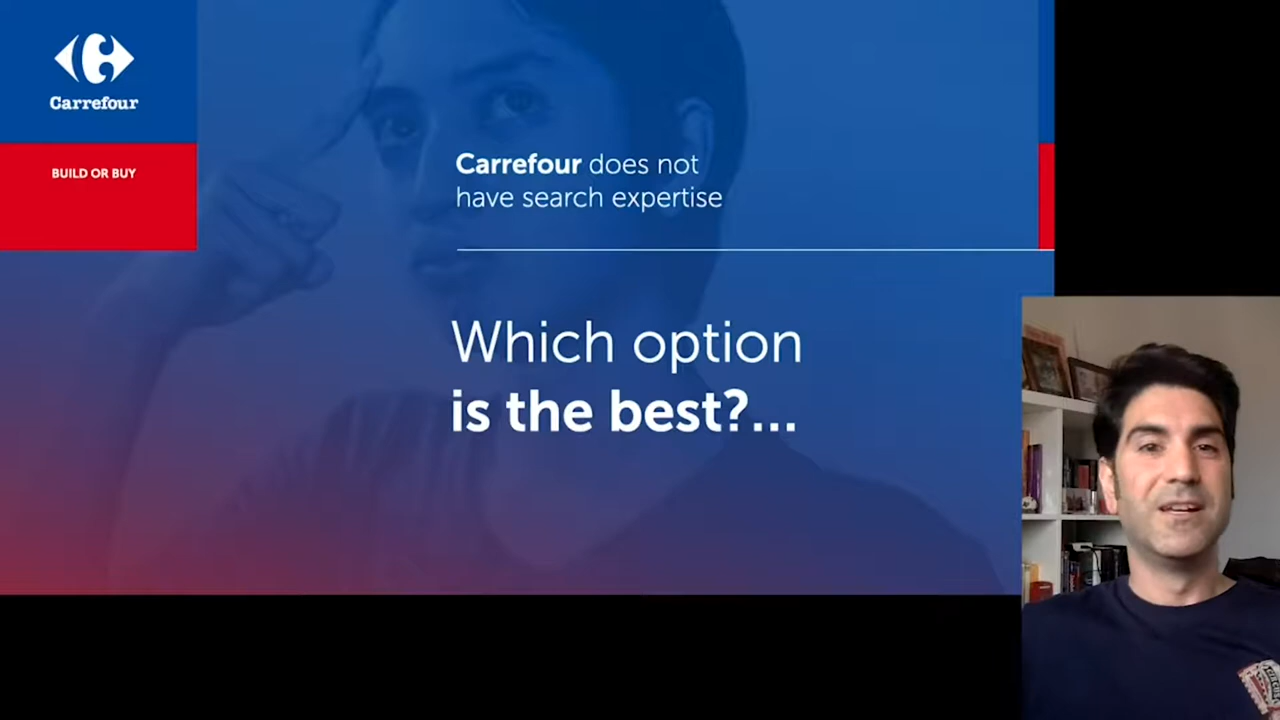 Carrefour
BUILD OR BUY
Carrefour does not
have search expertise
Which option
is the best?...